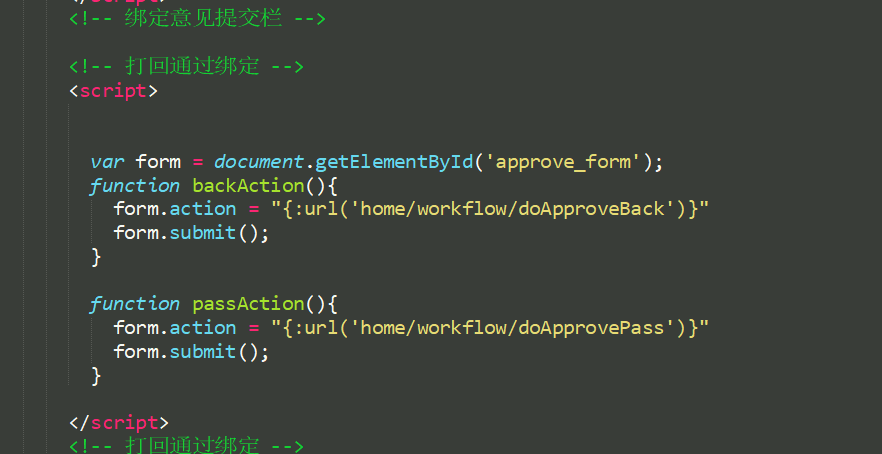 </script>
<!-- 绑定意见提交栏 -->
<!-- 打回通过绑定 -->
<script>
var form = document.getElementById('approve_form');
function backAction(){
form.action = "{:url('home/workflow/doApproveBack')}"
form.submit();
}
function passAction(){
form.action = "{:url('home/workflow/doApprovePass')}"
form.submit();
}
</script>
<!-- 打回通过绑定 -->